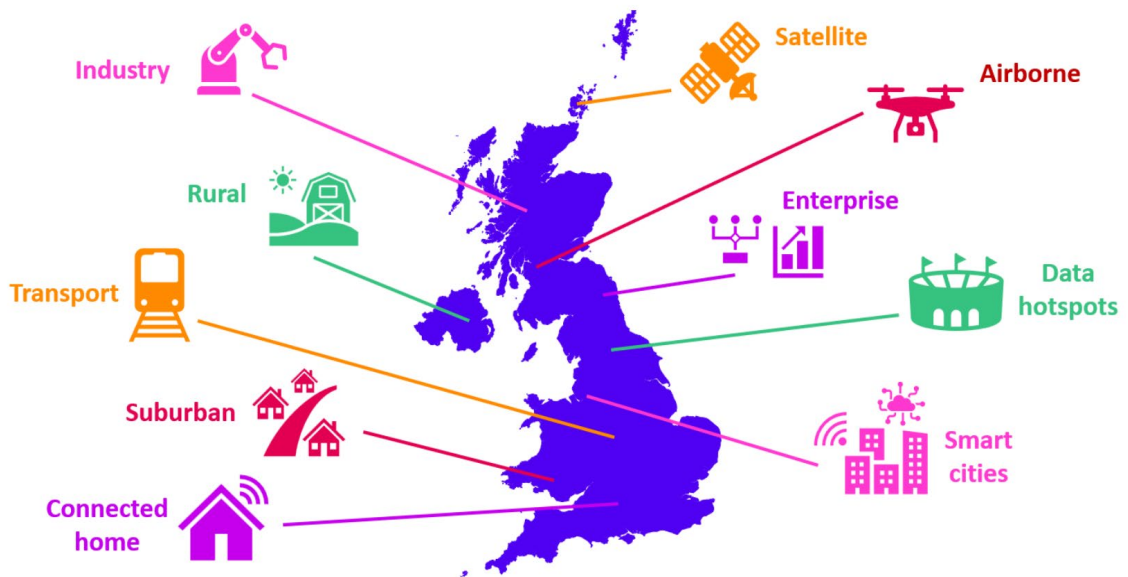 Satellite
Industry
Airborne
Rural
Enterprise
Transport
Data
hotspots
Suburban
Smart
cities
Connected
home